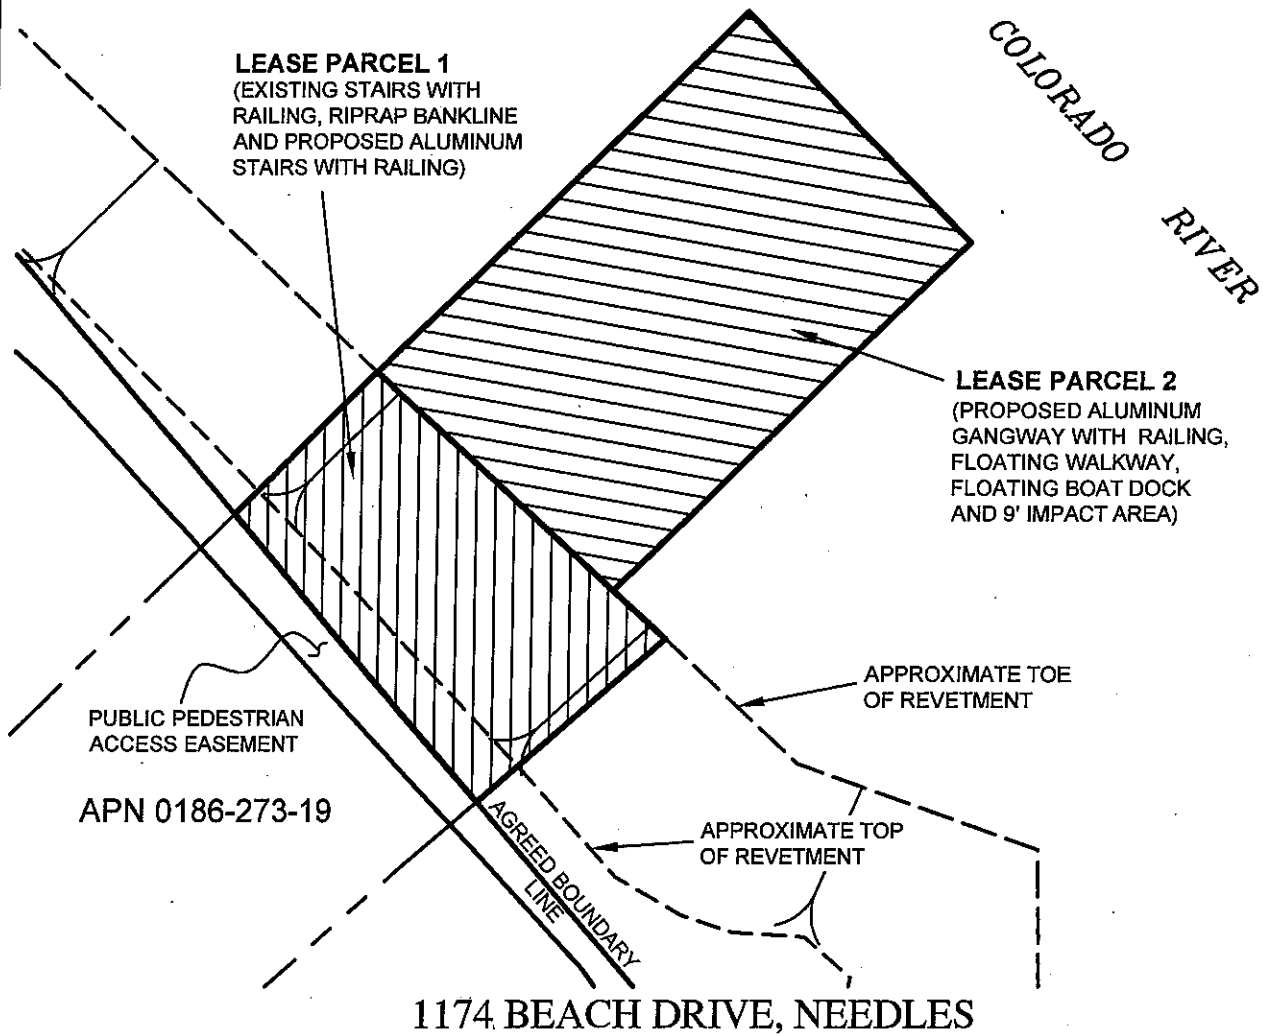 COLORADO
RIVER
LEASE PARCEL 1
(EXISTING STAIRS WITH
RAILING, RIPRAP BANKLINE
AND PROPOSED ALUMINUM
STAIRS WITH RAILING)
LEASE PARCEL 2
(PROPOSED ALUMINUM
GANGWAY WITH RAILING,
FLOATING WALKWAY,
FLOATING BOAT DOCK
AND 9' IMPACT AREA)
APPROXIMATE TOE
OF REVETMENT
PUBLIC PEDESTRIAN
ACCESS EASEMENT
APN 0186-273-19
APPROXIMATE TOP
OF REVETMENT
AGREED BOUNDARY
LINE
1174 BEACH DRIVE, NEEDLES